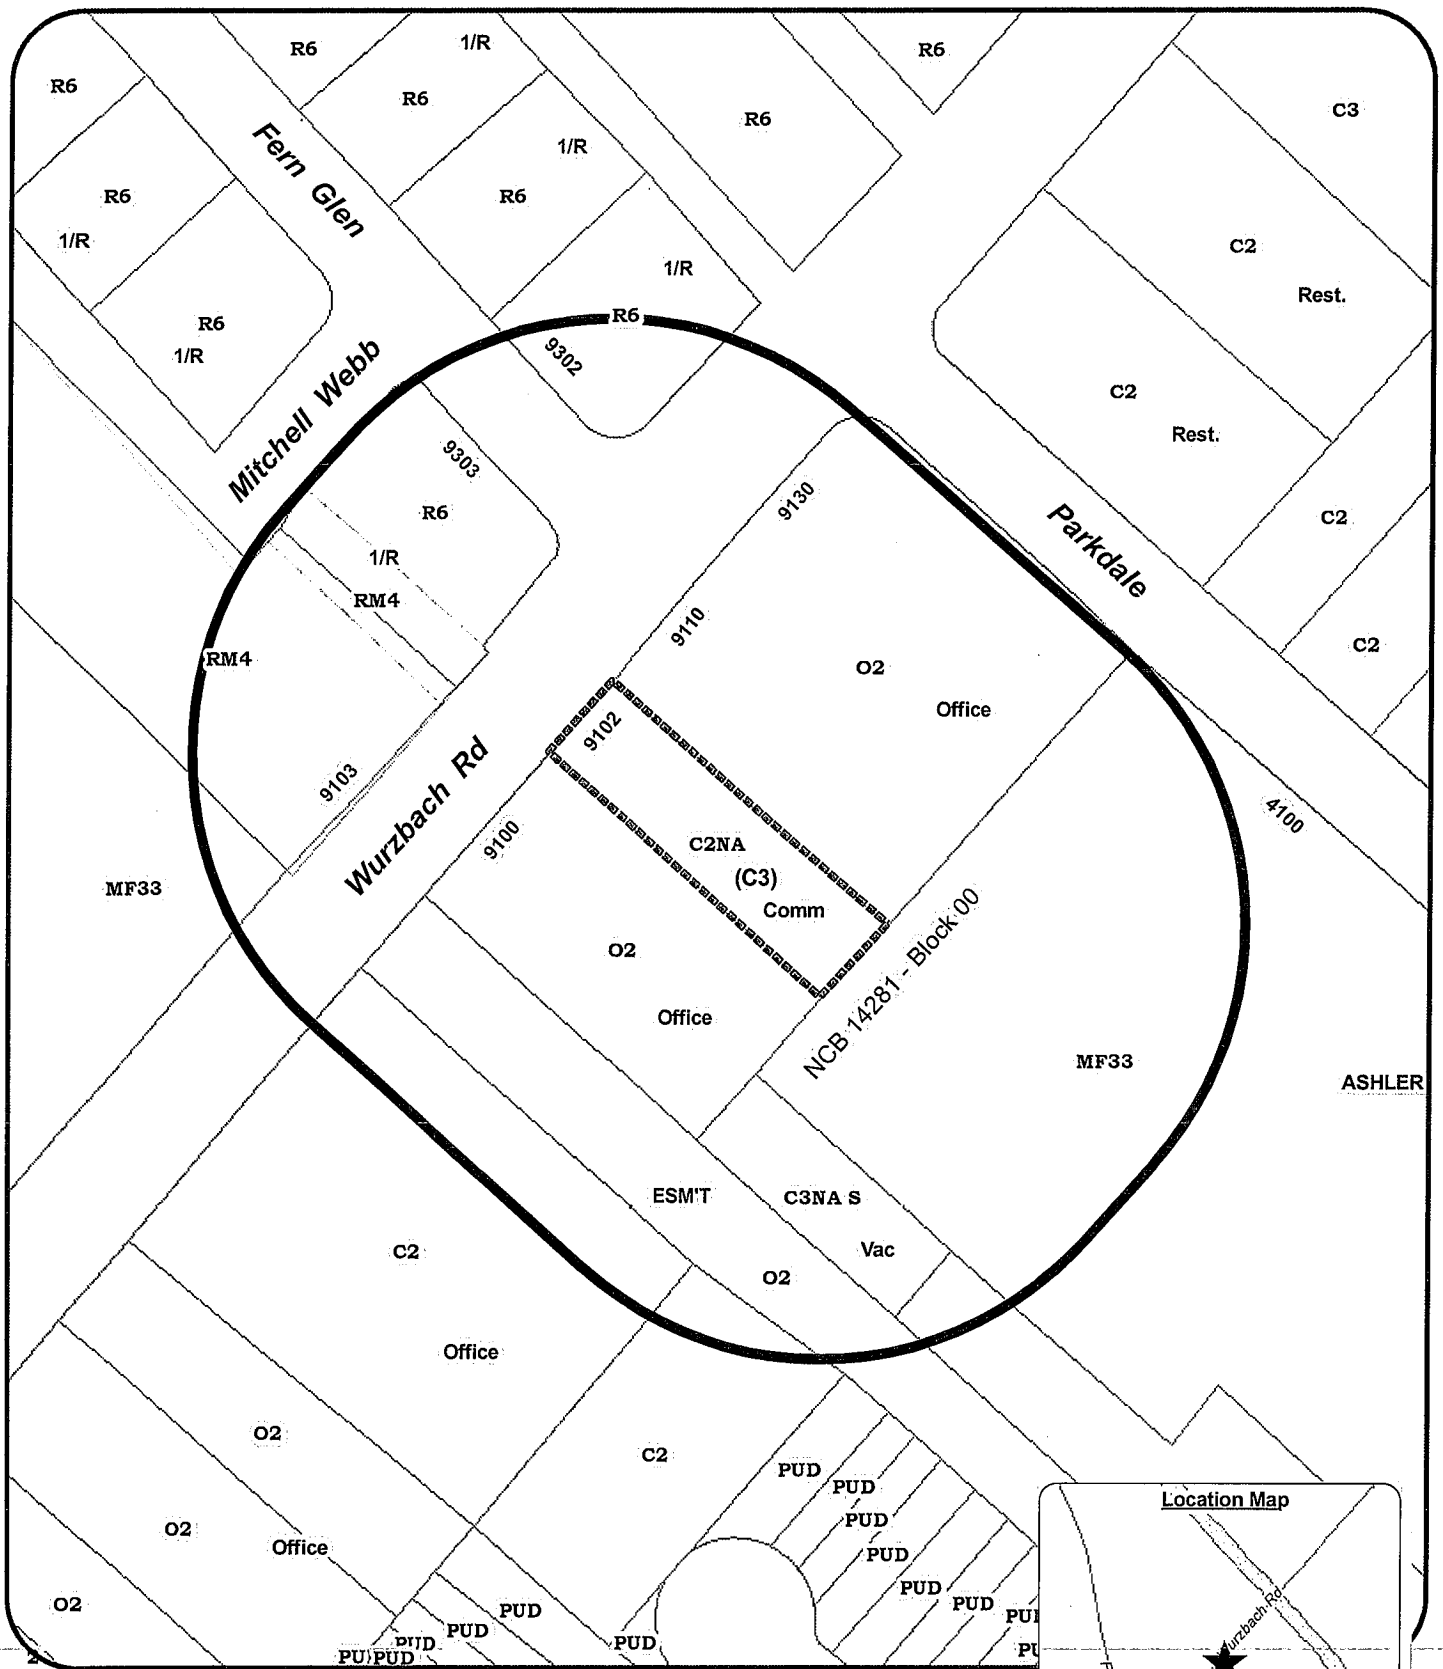 R6
1/R
R6
R6
C3
R6
R6
Fern Glen
1/R
R6
R6
1/R
C2
1/R
Rest.
R6
1/R
R6
9302
Mitchell Webb
C2
Rest.
9303
9130
R6
C2
Parkdale
1/R
RM4
9110
C2
RM4
O2
Office
9102
Wurzbach Rd
9103
4100
9100
C2NA
(C3)
Comm
MF33
O2
NCB 14281 - Block 00
Office
MF33
ASHLER
ESM'T
C3NA S
Vac
C2
O2
Office
O2
C2
PUD
PUD
Location Map
PUD
O2
Office
PUD
PUD
PUD
Wurzbach Rd
O2
PUD
PUD
PUD
PUD
PUD
2